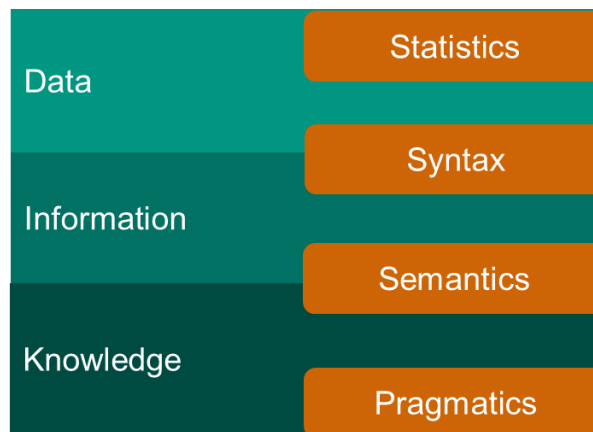 Statistics
Data
Syntax
Information
Semantics
Knowledge
Pragmatics